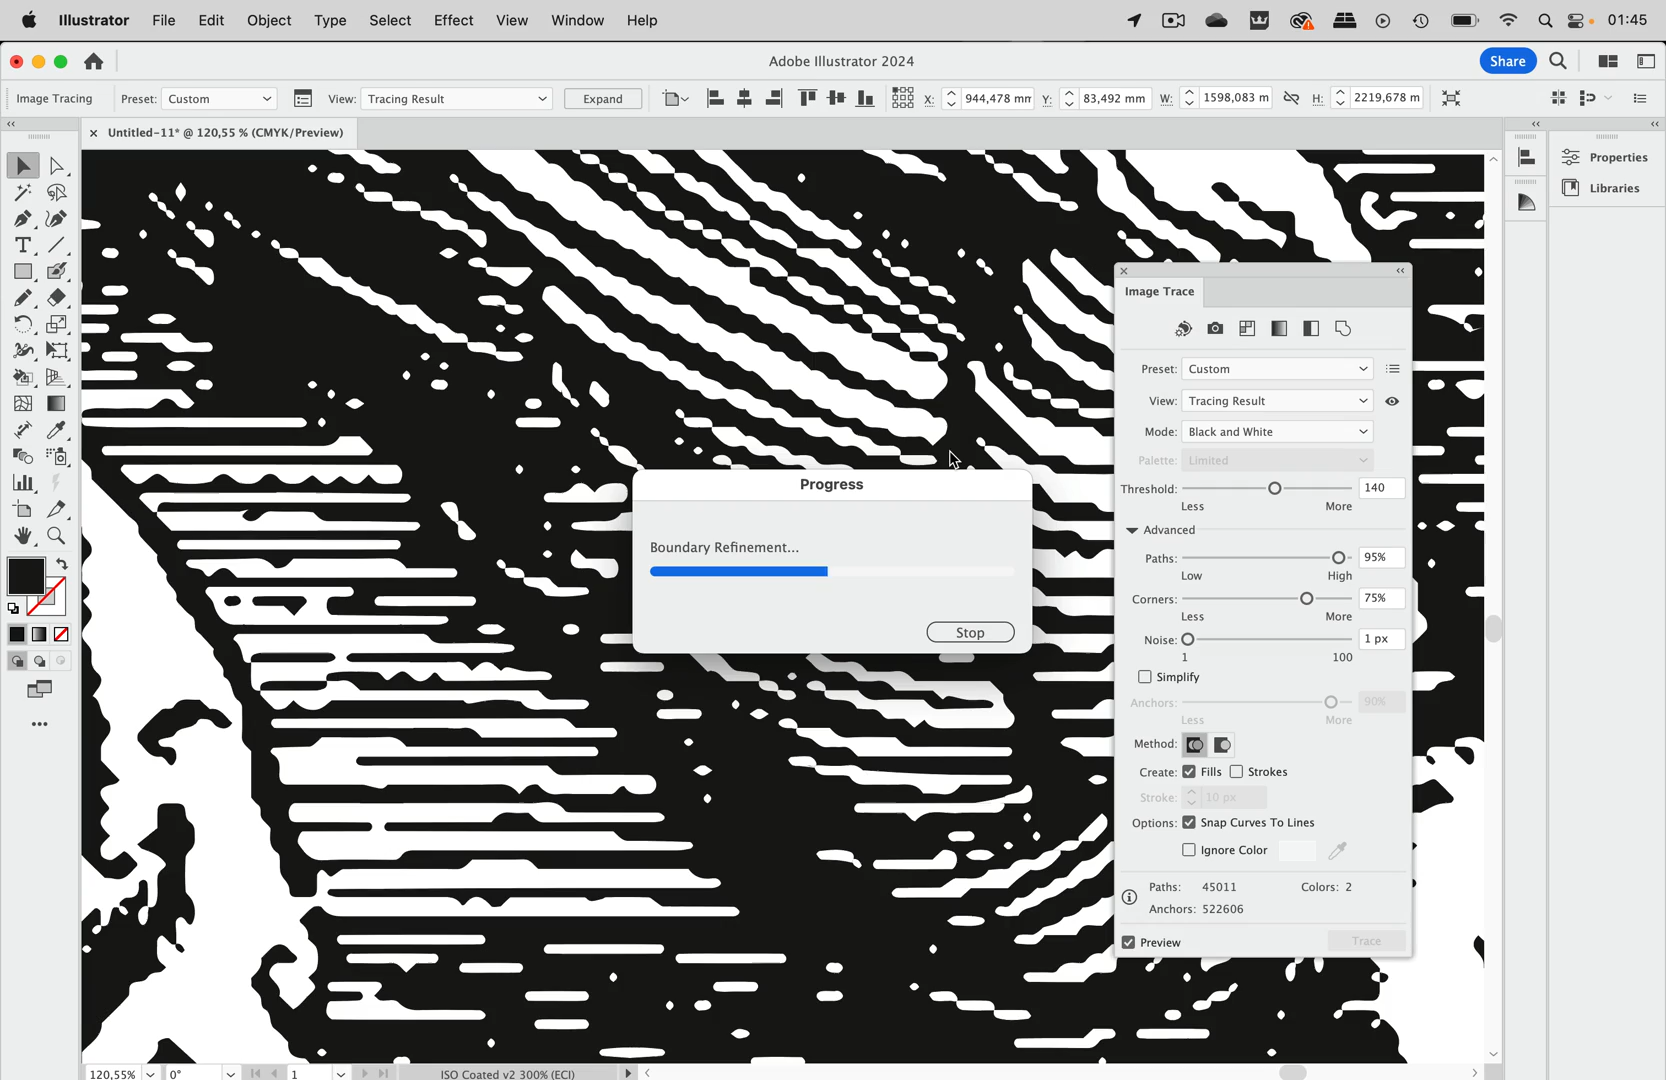 Illustrator File Edit Object Type Select Effect View Window Help 01:45
Adobe Illustrator 2024 Share
Image Tracing Preset: Custom View: Tracing Result Expand X: 944,478 mm Y: 83,492 mm W: 1598,083 m H: 2219,678 m
Untitled-11* @ 120,55 % (CMYK/Preview)
Properties
Libraries
Image Trace
Preset: Custom
View: Tracing Result
Mode: Black and White
Palette: Limited
Threshold: 140
Less More
Advanced
Paths: 95%
Low High
Corners: 75%
Less More
Noise: 1 px
1 100
Simplify
Anchors: 90%
Less More
Method:
Create: Fills Strokes
Stroke: 10 px
Options: Snap Curves To Lines
Ignore Color
Paths: 45011 Colors: 2
Anchors: 522606
Preview Trace
Progress
Boundary Refinement...
Stop
120,55% 0° 1 ISO Coated v2 300% (ECI)